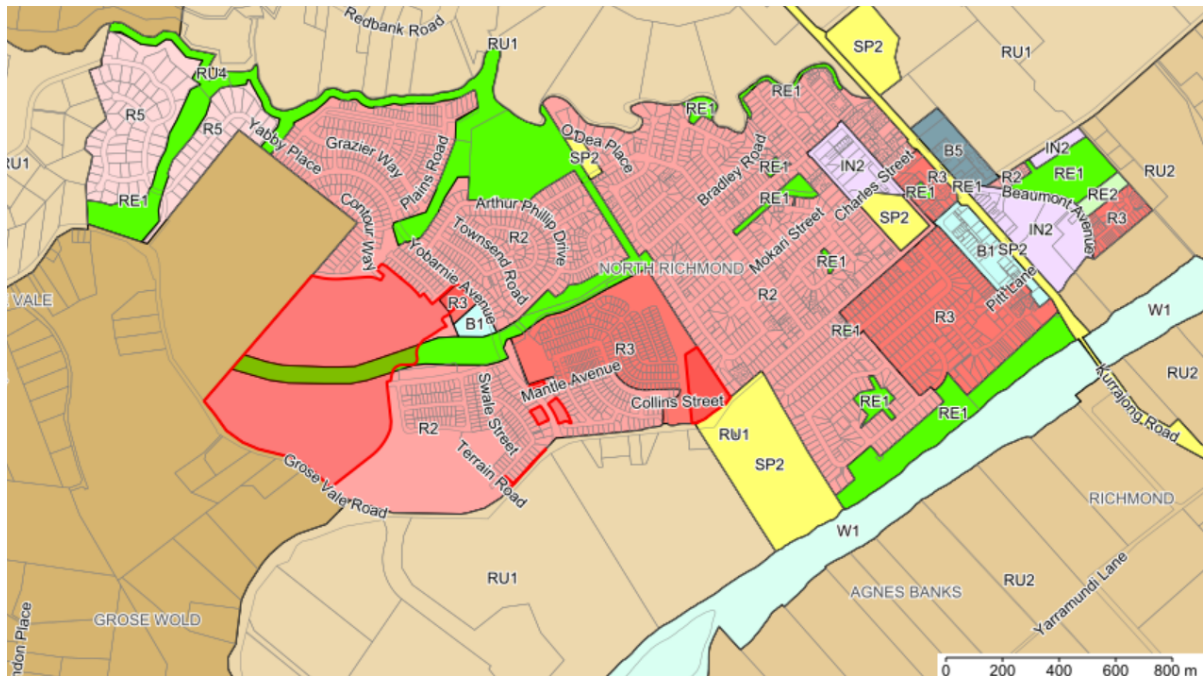 Redbank Road
RU1
SP2
RU1
RU4
R5
R5
Yabby Place
Grazier Way
Plains Road
O'Dea Place
SP2
RE1
RE1
Bradley Road
RE1
RE1
IN2
Charles Street
B5
IN2
R3
RE1
RE1
R2
RE1
RE2
Beaumont Avenue
R3
RU2
RU1
RE1
Contour Way
Arthur Phillip Drive
R2
Townsend Road
Yobarnie Avenue
Mokari Street
SP2
RE1
NORTH RICHMOND
R2
B1
SP2
IN2
Pitt Lane
VALE
R3
B1
R3
RE1
R3
W1
RU2
Mantle Avenue
Collins Street
Swale Street
R2
Terrain Road
Grose Vale Road
RU1
SP2
RE1
RE1
Kurrajong Road
RICHMOND
W1
RU1
RU2
AGNES BANKS
Yarramundi Lane
GROSE WOLD
ndon Place
0 200 400 600 800 m